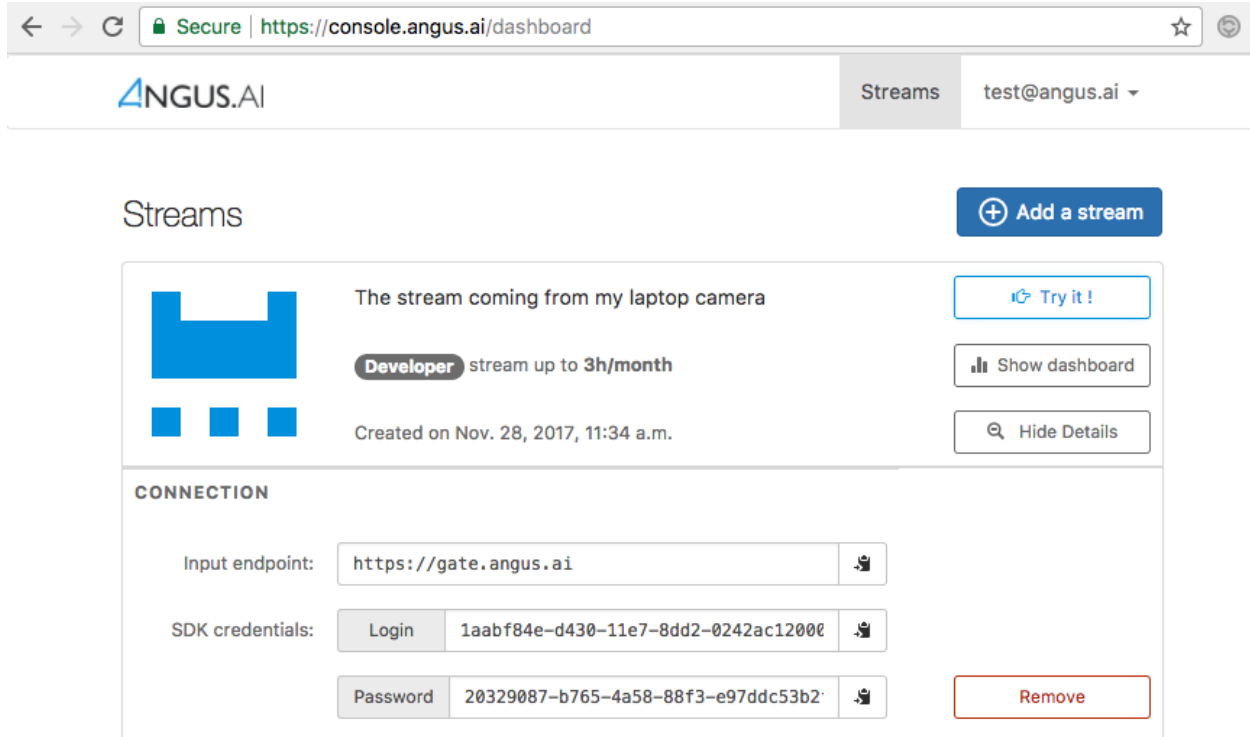 Secure https://console.angus.ai/dashboard
ANGUS.AI Streams test@angus.ai
Streams Add a stream
The stream coming from my laptop camera Try it !
Developer stream up to 3h/month Show dashboard
Created on Nov. 28, 2017, 11:34 a.m. Hide Details
CONNECTION
Input endpoint: https://gate.angus.ai
SDK credentials: Login 1aabf84e-d430-11e7-8dd2-0242ac12000
Password 20329087-b765-4a58-88f3-e97ddc53b2 Remove